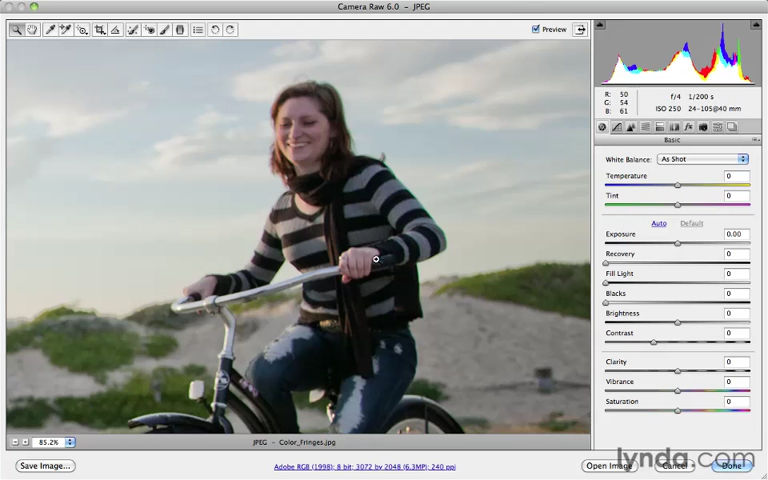 Camera Raw 6.0 - JPEG
Preview
R: 50
G: 54
B: 61
f/4 1/200 s
ISO 250 24-105@40 mm
Basic
White Balance: As Shot
Temperature 0
Tint 0
Auto Default
Exposure 0.00
Recovery 0
Fill Light 0
Blacks 0
Brightness 0
Contrast 0
Clarity 0
Vibrance 0
Saturation 0
85.2%
JPEG - Color_Fringes.jpg
Save Image...
Adobe RGB (1998); 8 bit; 3072 by 2048 (6.3MP); 240 ppi
Open Image
Cancel
Done
lynda.com